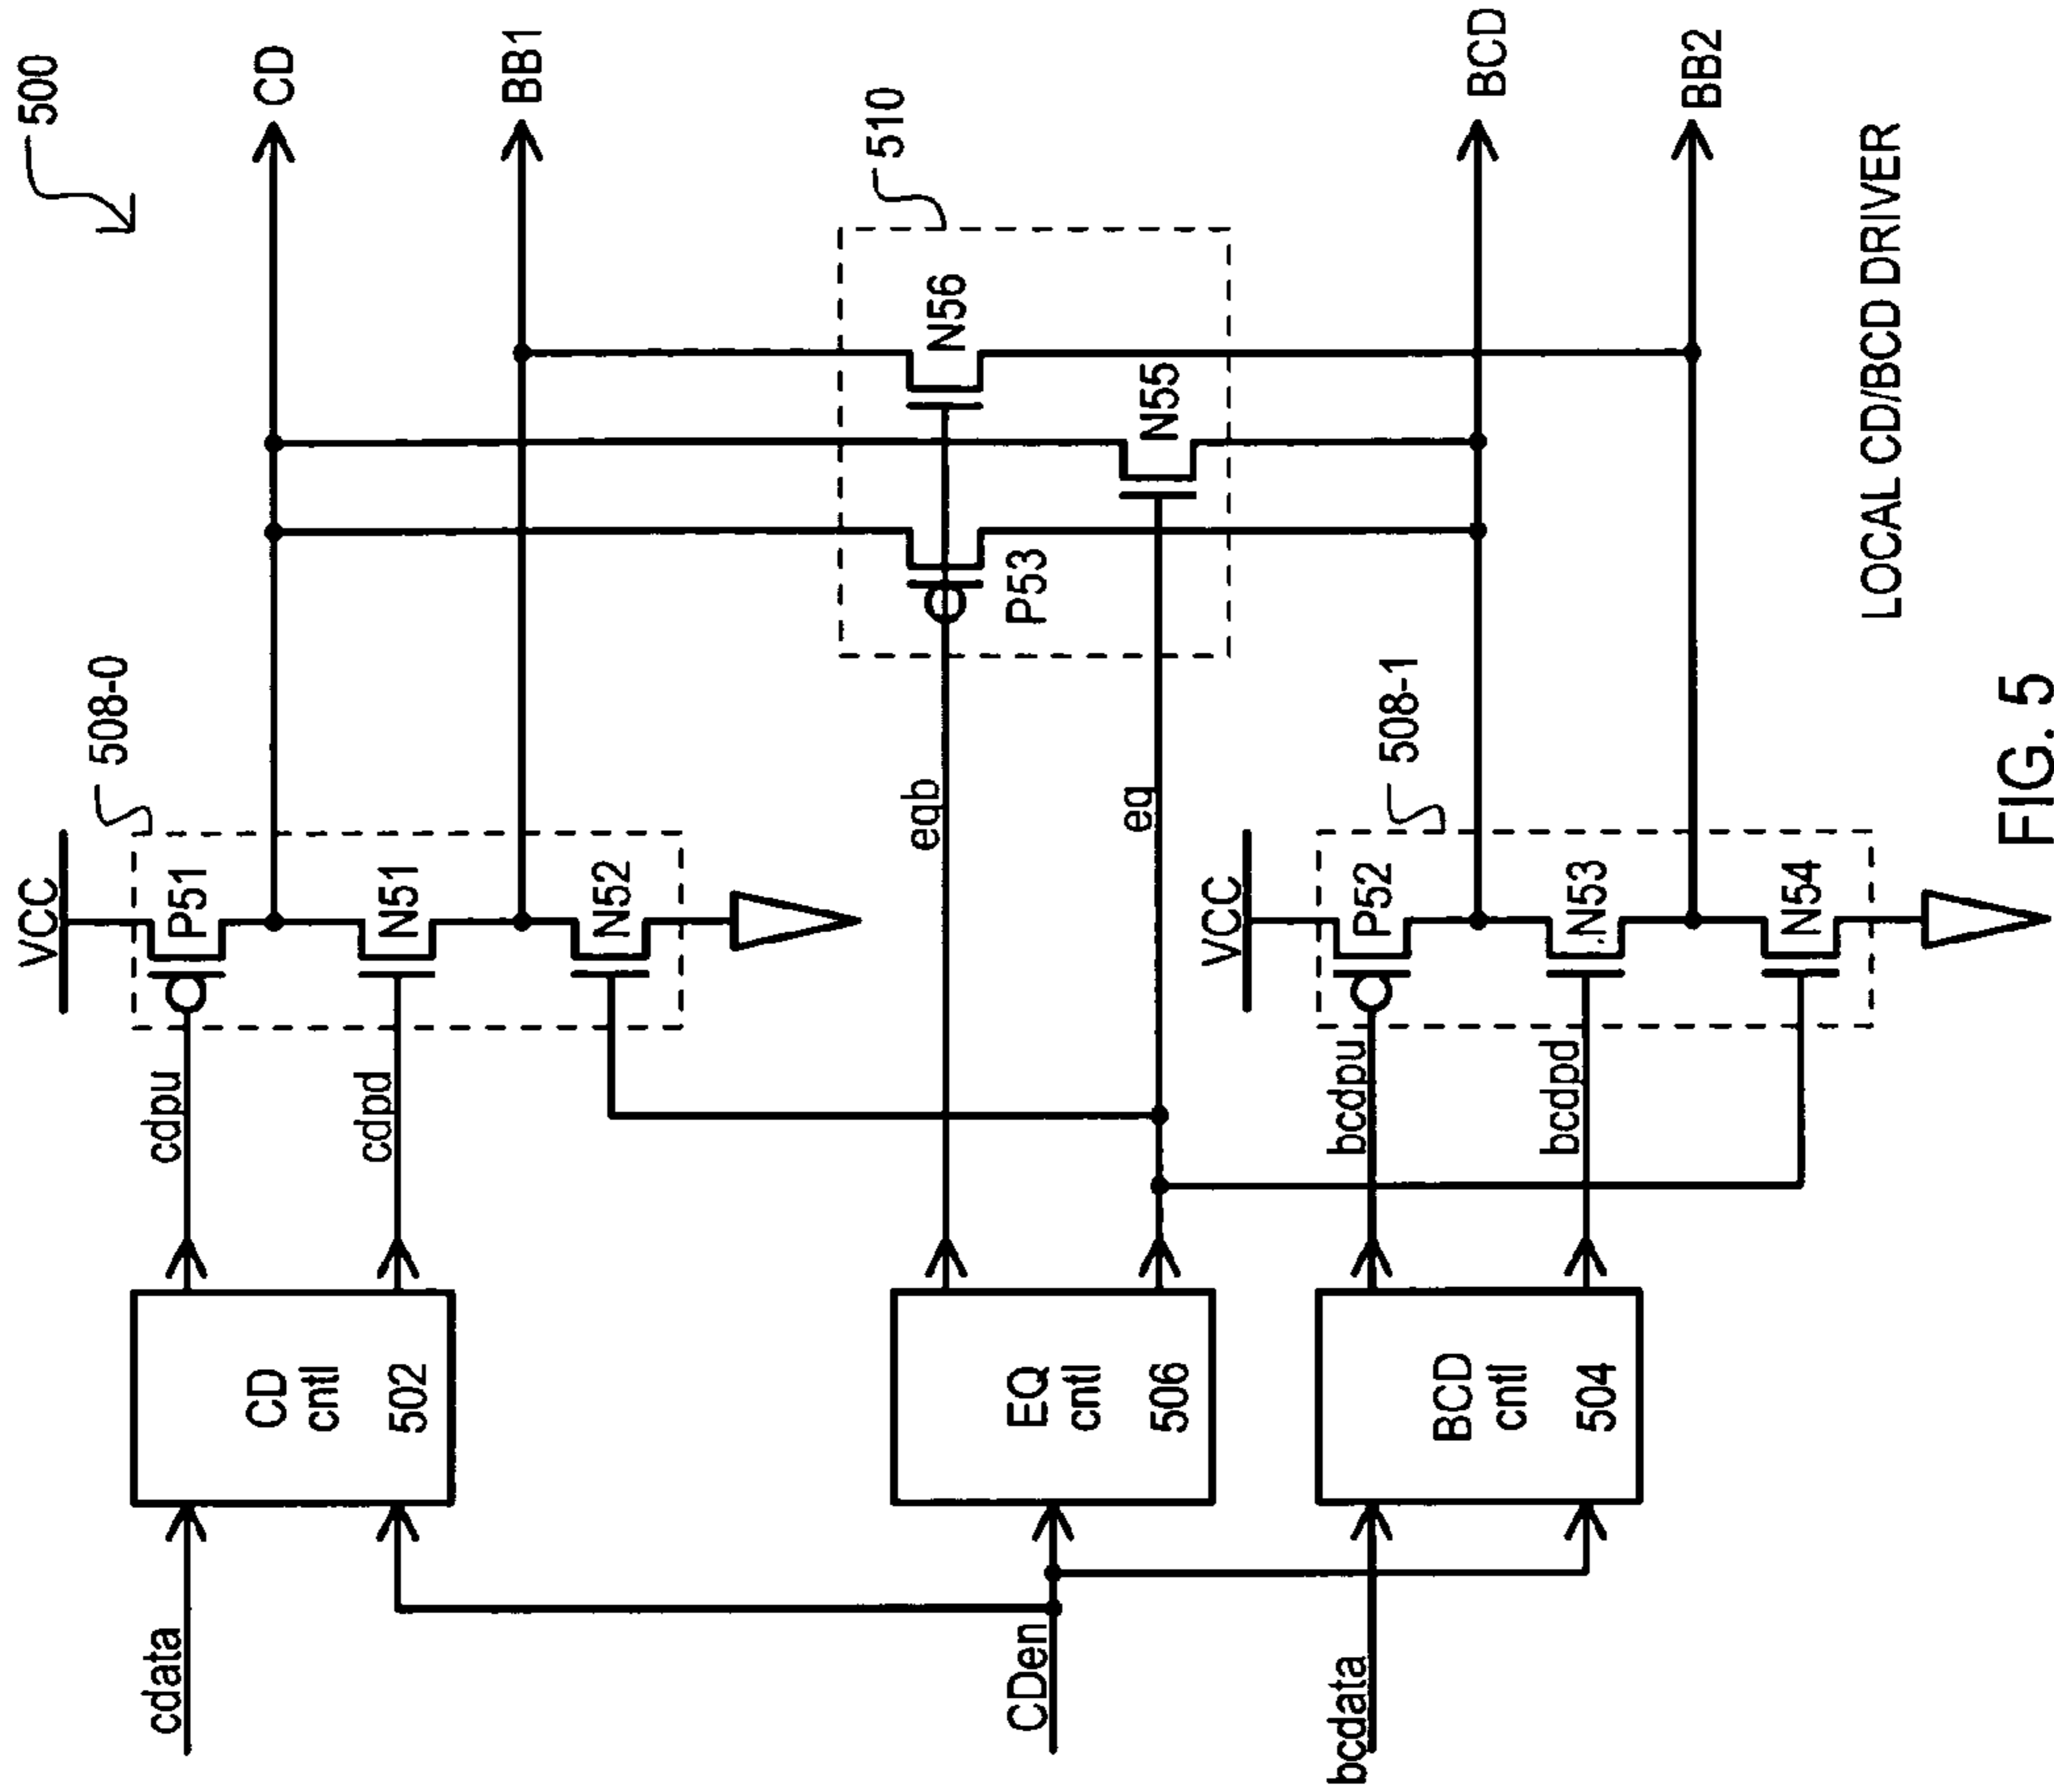 500
CD
BB1
BCD
BB2
510
N56
N55
P53
508-0
VCC
P51
N51
N52
eqb
eq
508-1
VCC
P52
N53
N54
cdpu
cdpd
bcdpu
bcdpd
CD
cntl
502
EQ
cntl
506
BCD
cntl
504
cdata
CDen
bcdata
LOCAL CD/BCD DRIVER
FIG. 5